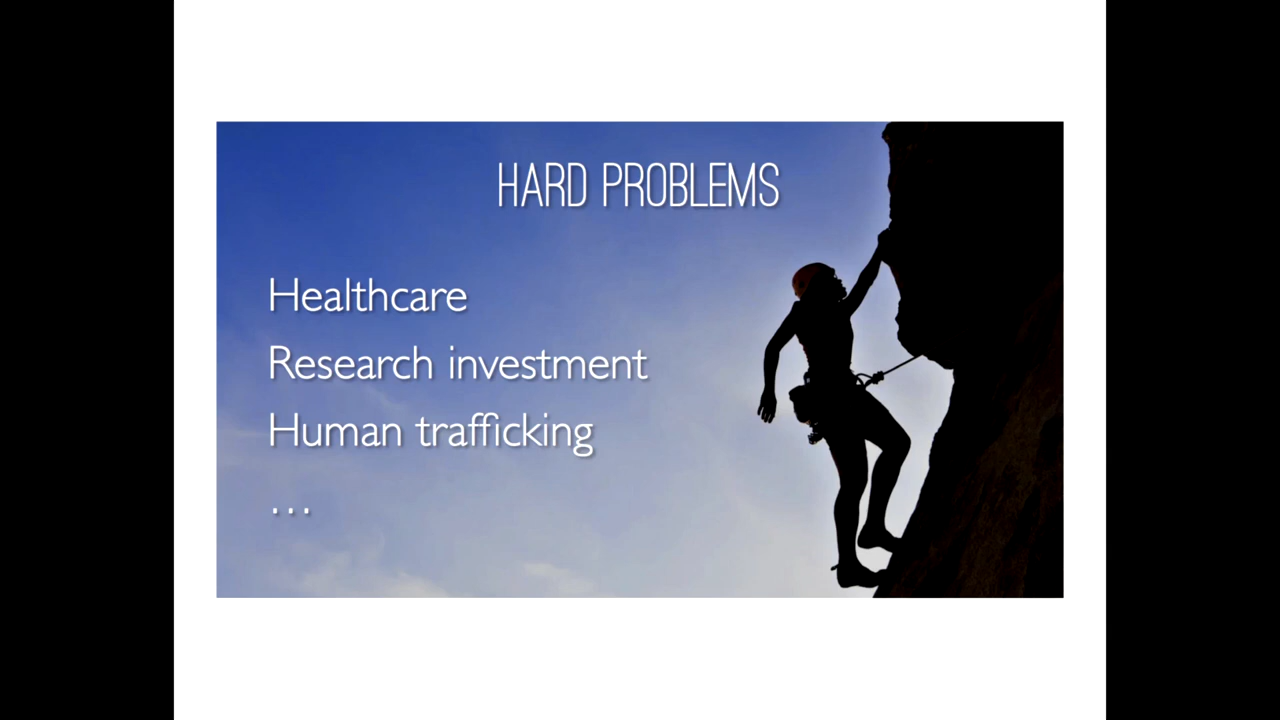 HARD PROBLEMS
Healthcare
Research investment
Human trafficking
...